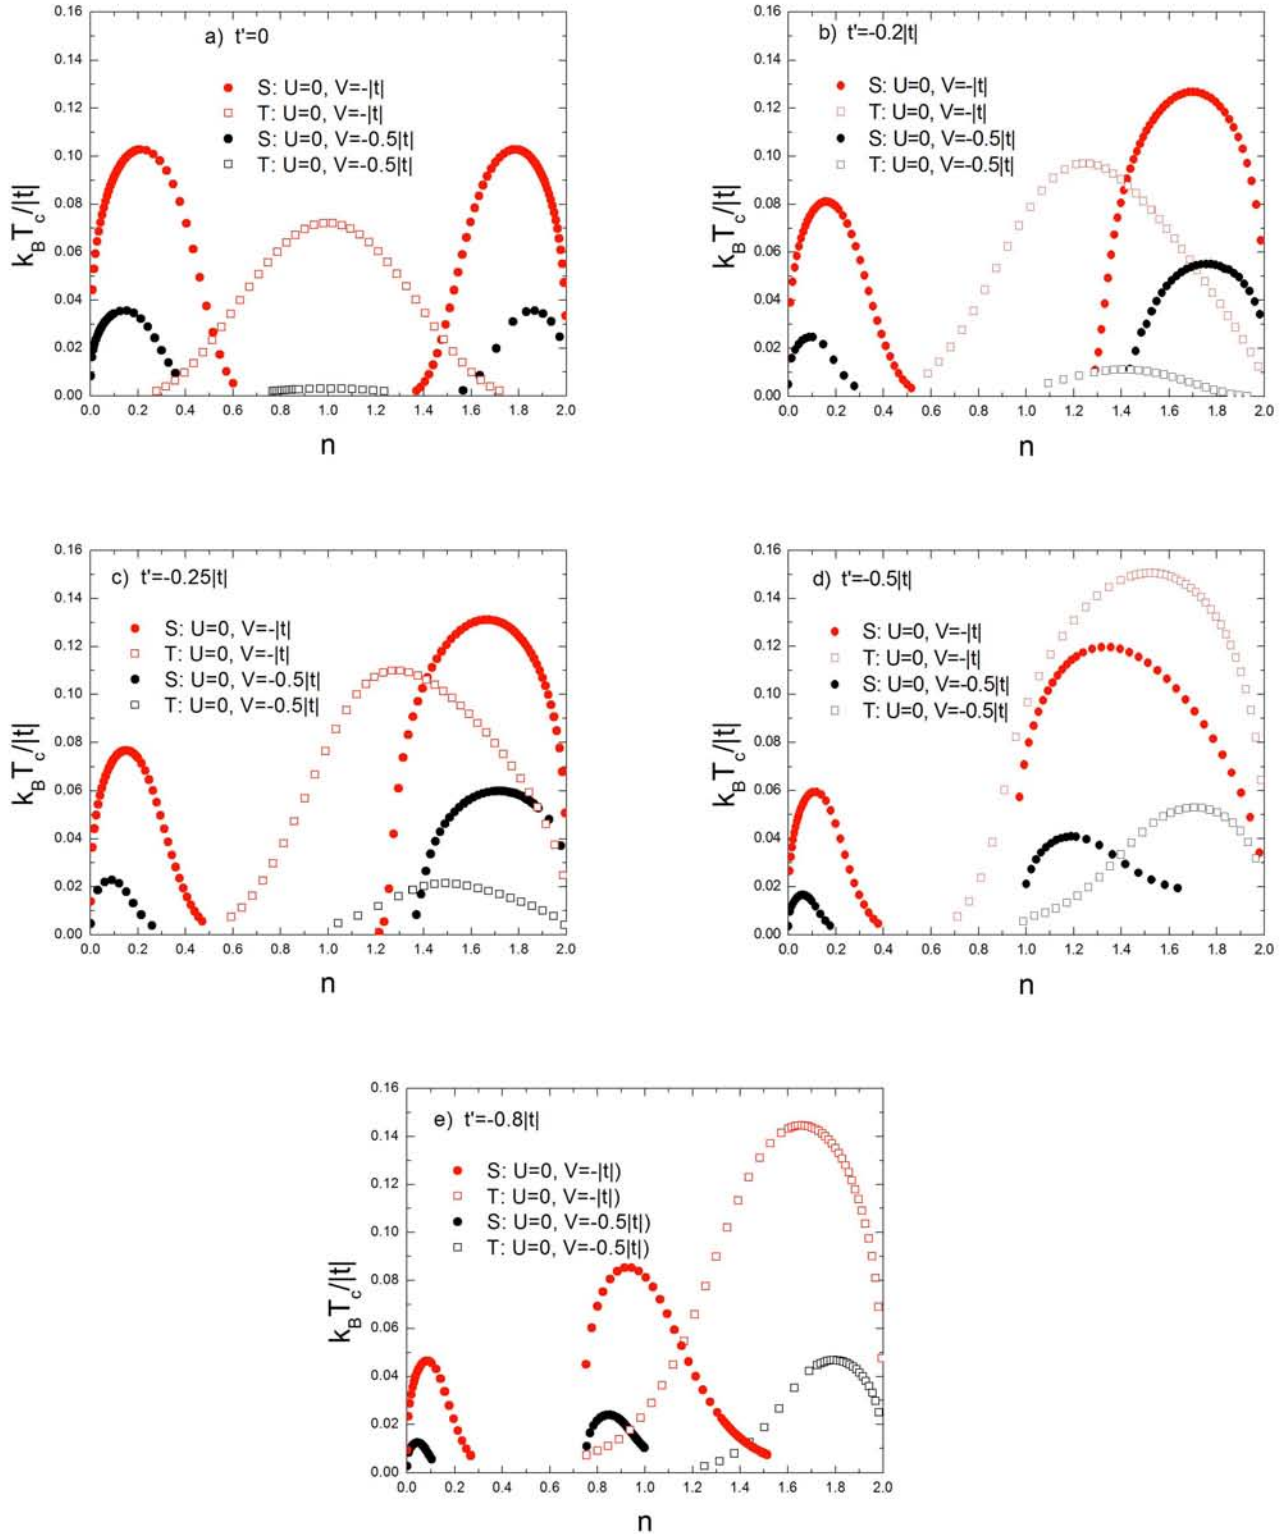 a) t'=0
S: U=0, V=-|t|
T: U=0, V=-|t|
S: U=0, V=-0.5|t|
T: U=0, V=-0.5|t|
0.16
0.14
0.12
0.10
0.08
0.06
0.04
0.02
0.00
k_BT_c/|t|
0.0 0.2 0.4 0.6 0.8 1.0 1.2 1.4 1.6 1.8 2.0
n
b) t'=-0.2|t|
S: U=0, V=-|t|
T: U=0, V=-|t|
S: U=0, V=-0.5|t|
T: U=0, V=-0.5|t|
0.16
0.14
0.12
0.10
0.08
0.06
0.04
0.02
0.00
k_BT_c/|t|
0.0 0.2 0.4 0.6 0.8 1.0 1.2 1.4 1.6 1.8 2.0
n
c) t'=-0.25|t|
S: U=0, V=-|t|
T: U=0, V=-|t|
S: U=0, V=-0.5|t|
T: U=0, V=-0.5|t|
0.16
0.14
0.12
0.10
0.08
0.06
0.04
0.02
0.00
k_BT_c/|t|
0.0 0.2 0.4 0.6 0.8 1.0 1.2 1.4 1.6 1.8 2.0
n
d) t'=-0.5|t|
S: U=0, V=-|t|
T: U=0, V=-|t|
S: U=0, V=-0.5|t|
T: U=0, V=-0.5|t|
0.16
0.14
0.12
0.10
0.08
0.06
0.04
0.02
0.00
k_BT_c/|t|
0.0 0.2 0.4 0.6 0.8 1.0 1.2 1.4 1.6 1.8 2.0
n
e) t'=-0.8|t|
S: U=0, V=-|t|)
T: U=0, V=-|t|)
S: U=0, V=-0.5|t|)
T: U=0, V=-0.5|t|)
0.16
0.14
0.12
0.10
0.08
0.06
0.04
0.02
0.00
k_BT_c/|t|
0.0 0.2 0.4 0.6 0.8 1.0 1.2 1.4 1.6 1.8 2.0
n